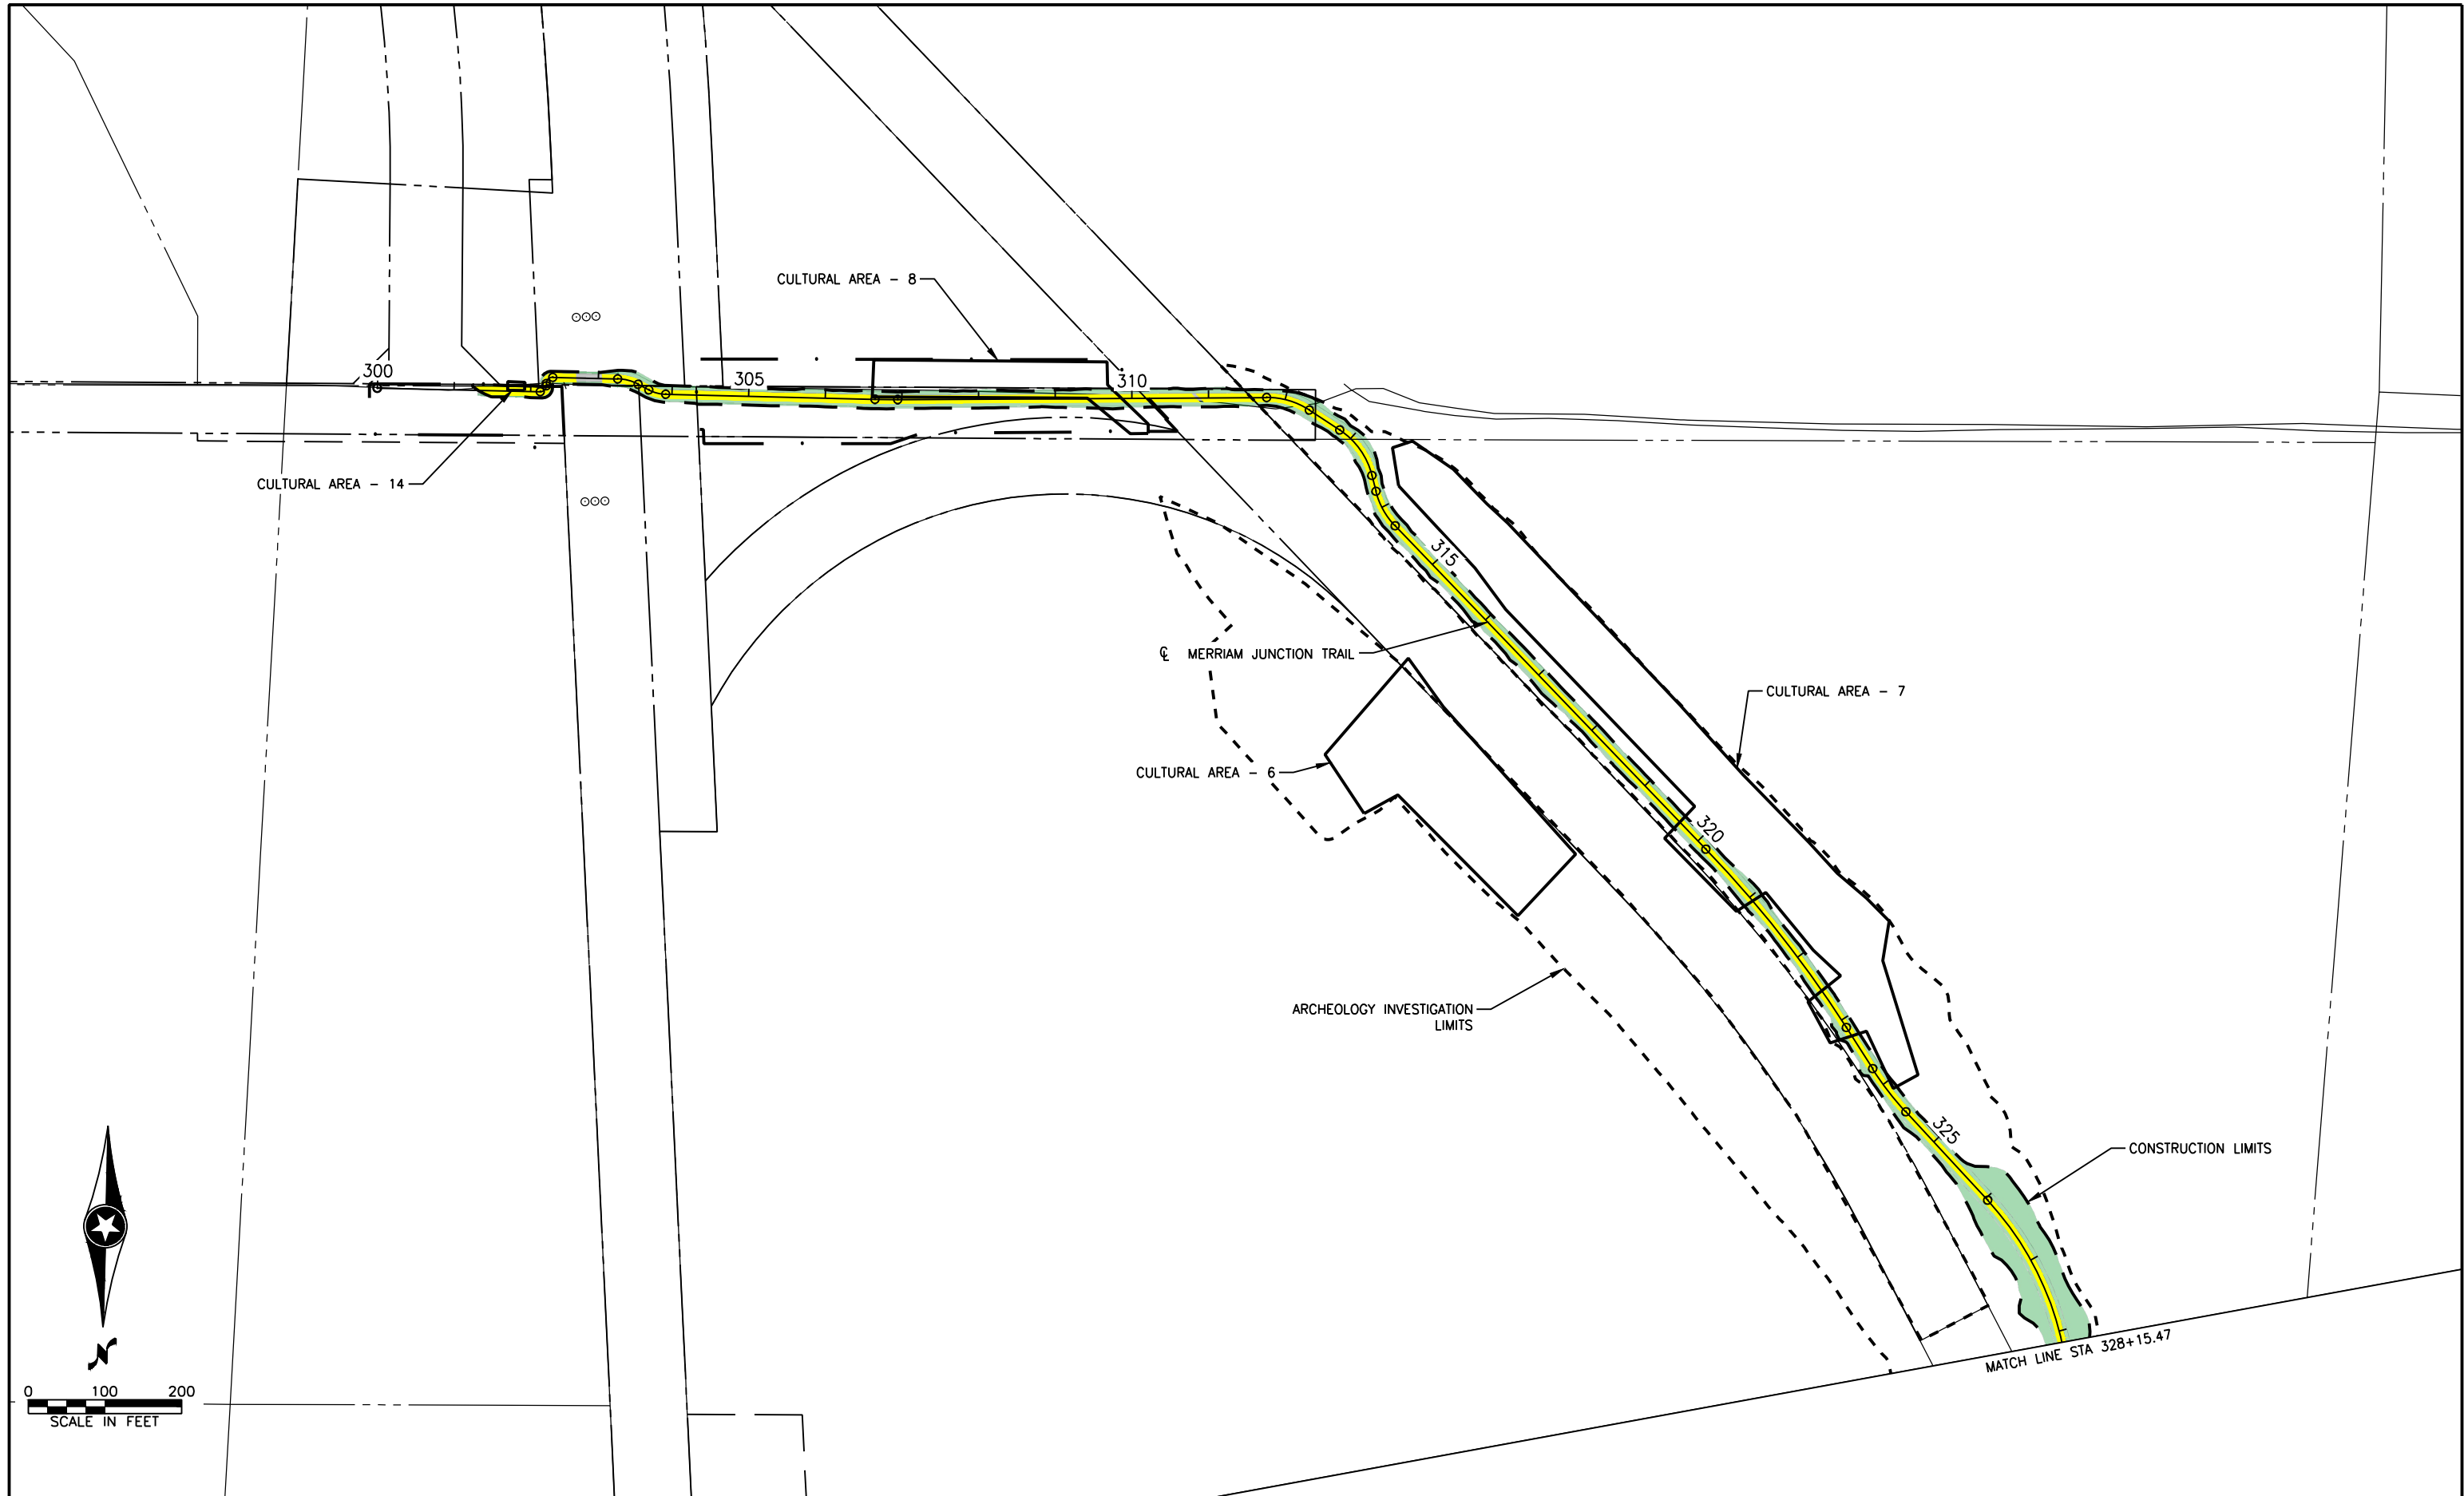 CULTURAL AREA - 8
300
305
310
CULTURAL AREA - 14
315
℄ MERRIAM JUNCTION TRAIL
CULTURAL AREA - 7
CULTURAL AREA - 6
320
ARCHEOLOGY INVESTIGATION
LIMITS
325
CONSTRUCTION LIMITS
MATCH LINE STA 328+15.47
N
0 100 200
SCALE IN FEET